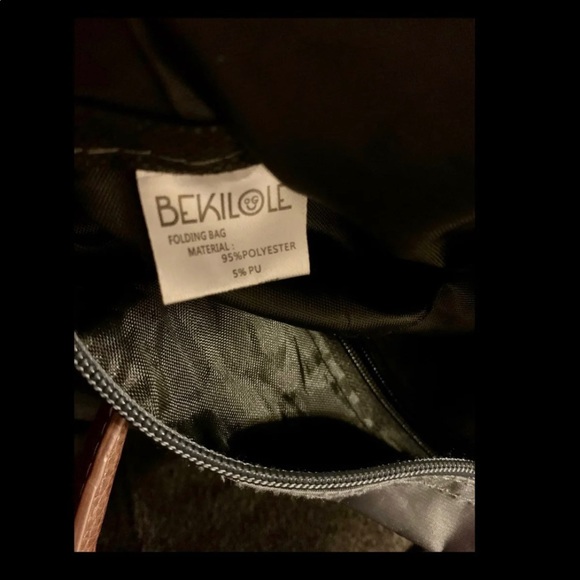 BEKILOLE
FOLDING BAG
MATERIAL :
95%POLYESTER
5% PU